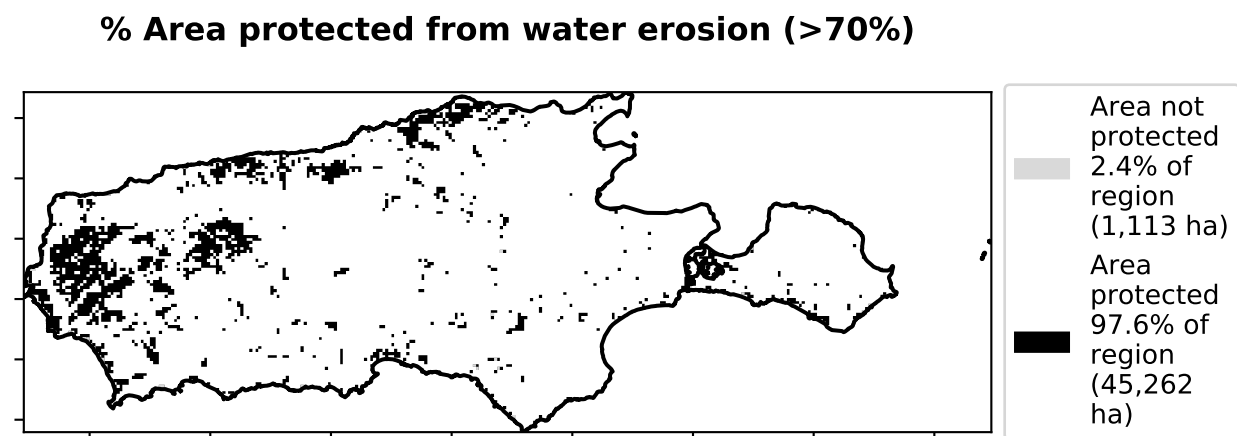 % Area protected from water erosion (>70%)
Area not
protected
2.4% of
region
(1,113 ha)
Area
protected
97.6% of
region
(45,262
ha)